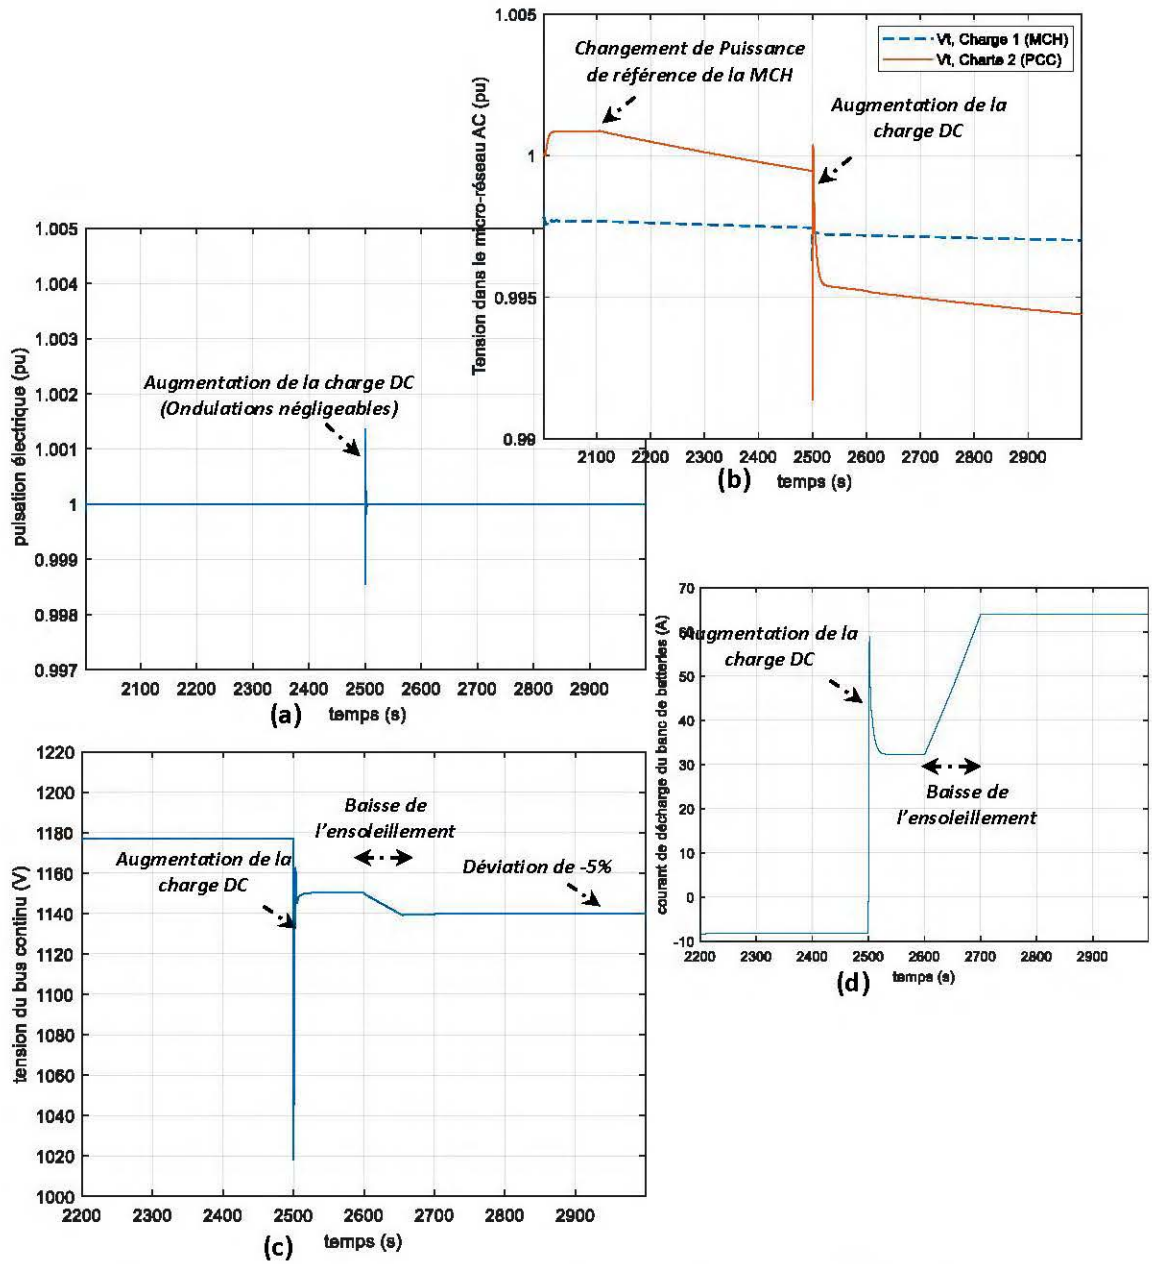 1.005
Vt, Charge 1 (MCH)
Vt, Charte 2 (PCC)
Changement de Puissance
de référence de la MCH
Augmentation de la
charge DC
1
0.995
0.99
Tension dans le micro-réseau AC (pu)
2100 2200 2300 2400 2500 2600 2700 2800 2900
(b) temps (s)
1.005
1.004
1.003
1.002
1.001
1
0.999
0.998
0.997
pulsation électrique (pu)
Augmentation de la charge DC
(Ondulations négligeables)
2100 2200 2300 2400 2500 2600 2700 2800 2900
(a) temps (s)
70
60
50
40
30
20
10
0
-10
courant de décharge du banc de batteries (A)
Augmentation de la
charge DC
Baisse de
l'ensoleillement
2200 2300 2400 2500 2600 2700 2800 2900
(d) temps (s)
1220
1200
1180
1160
1140
1120
1100
1080
1060
1040
1020
1000
tension du bus continu (V)
Baisse de
l'ensoleillement
Augmentation de la
charge DC
Déviation de -5%
2200 2300 2400 2500 2600 2700 2800 2900
(c) temps (s)